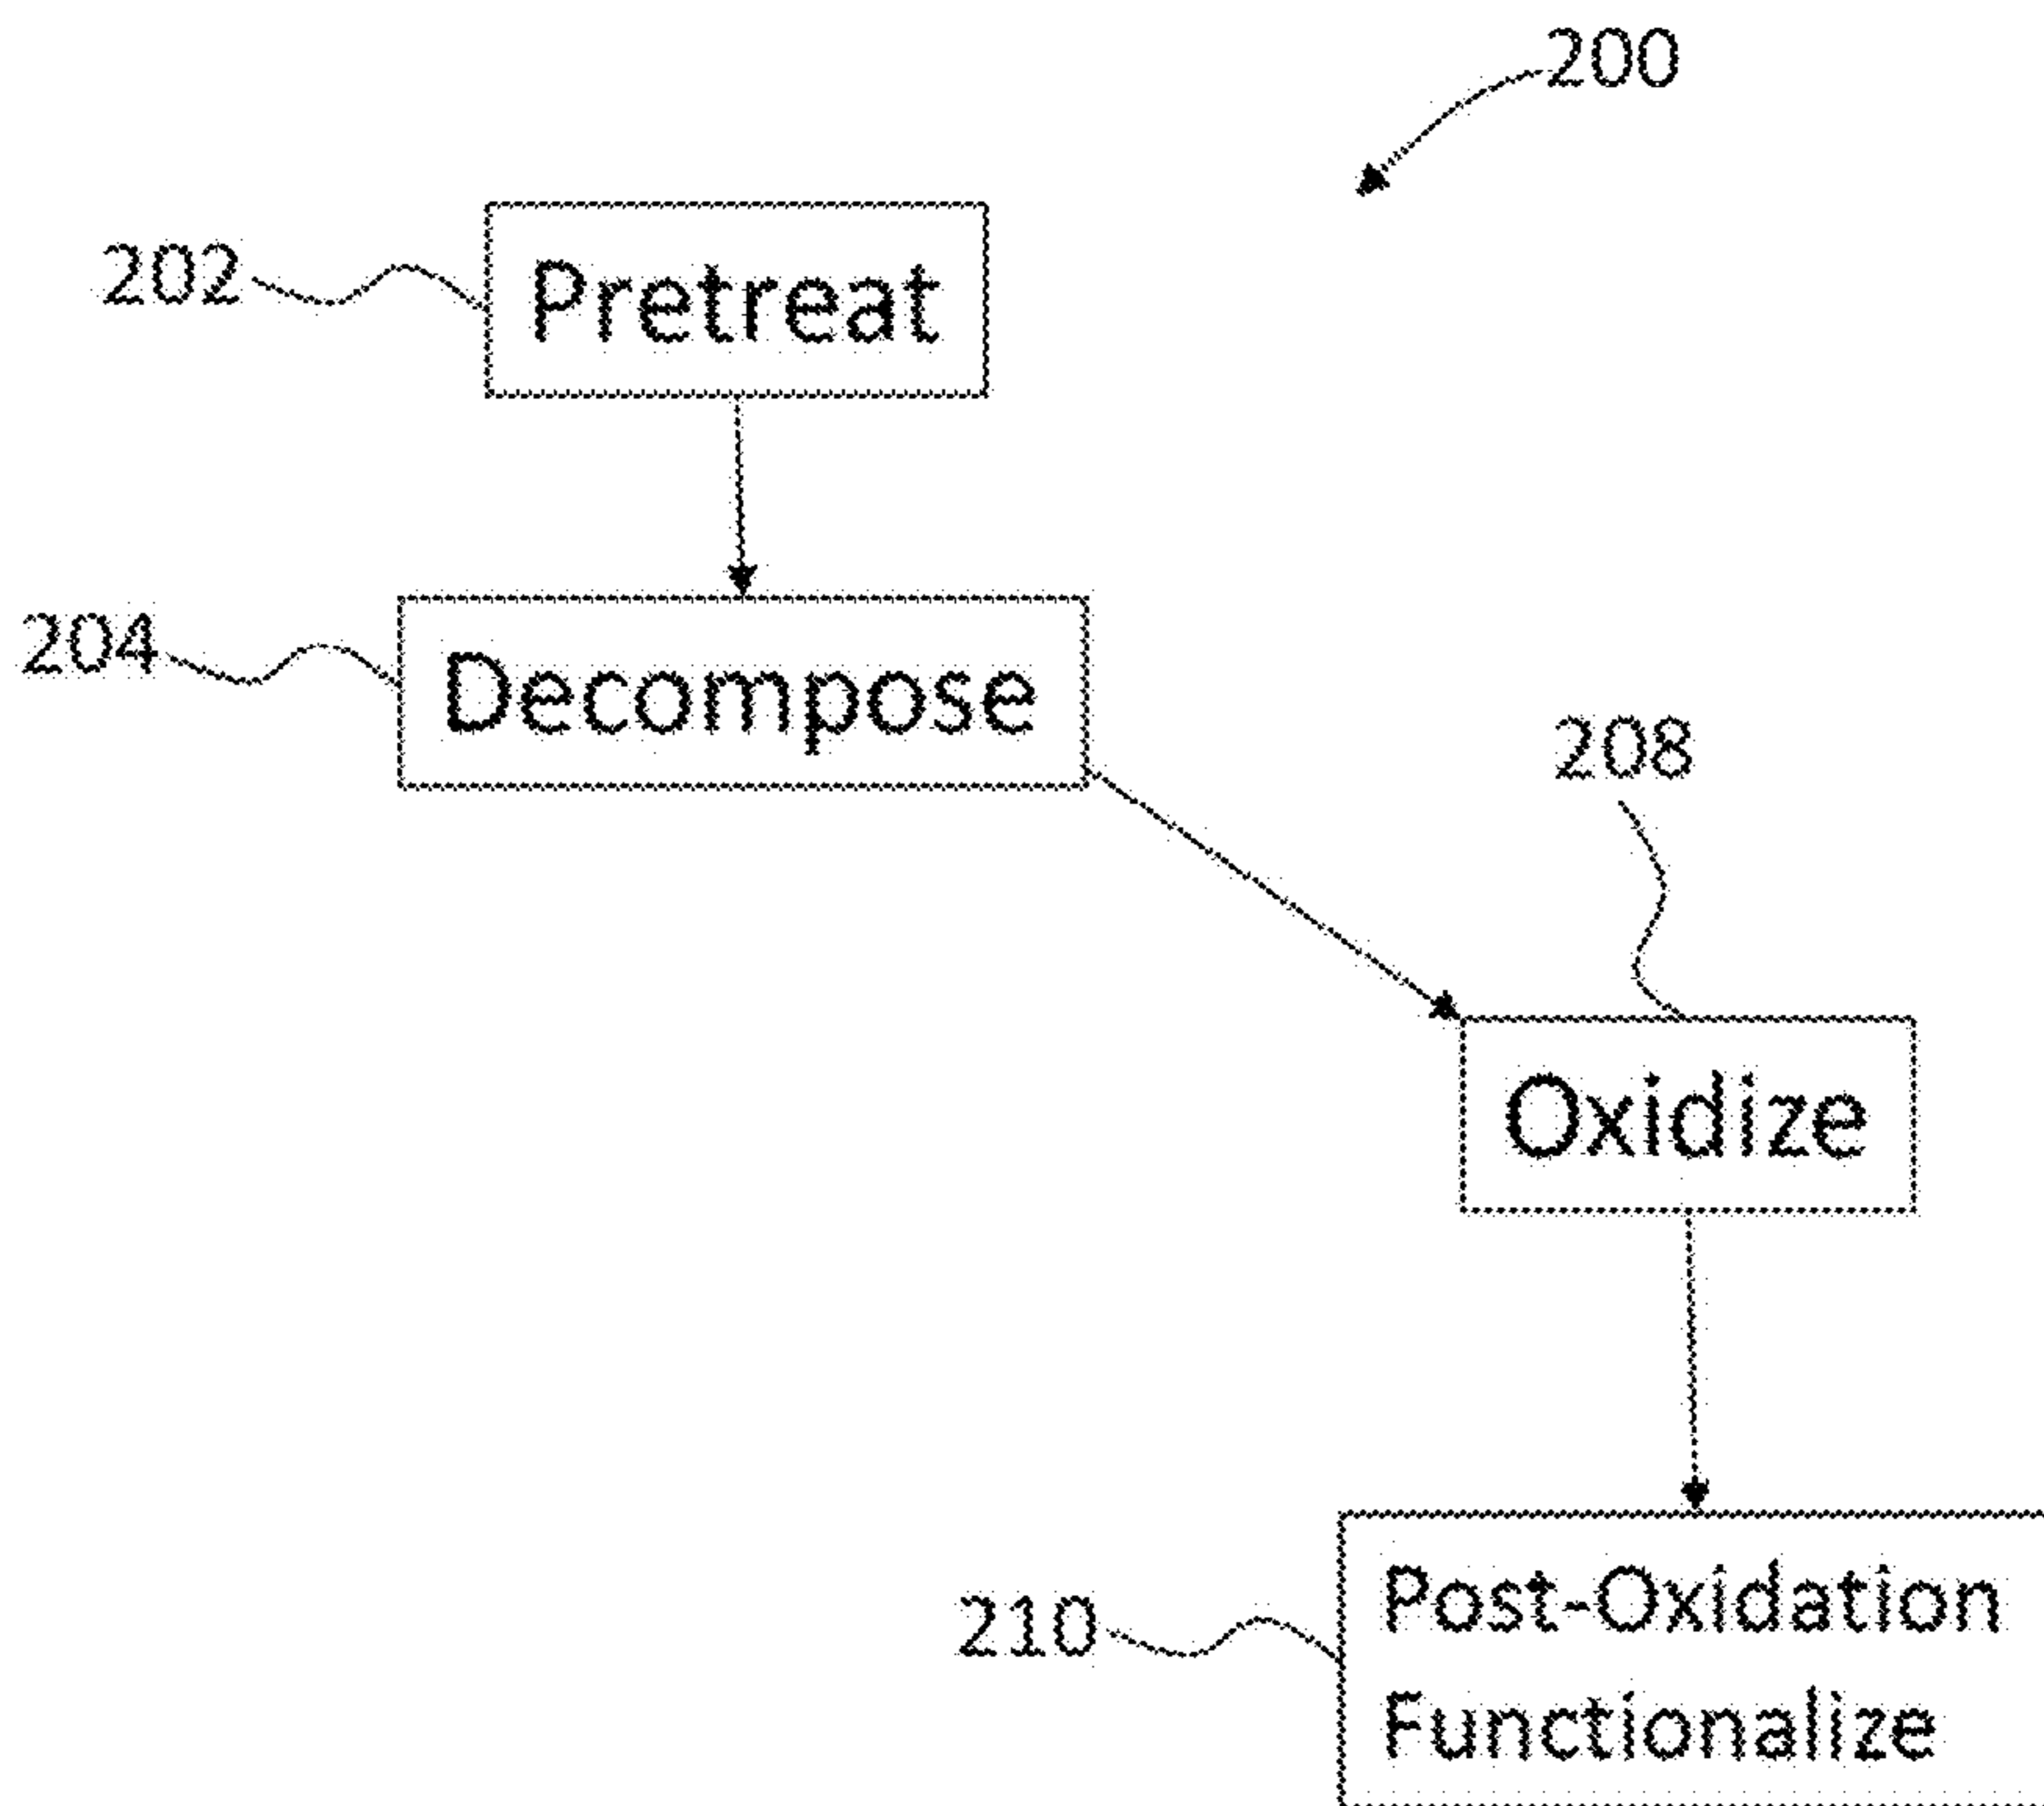 200
202
Pretreat
204
Decompose
208
Oxidize
210
Post-Oxidation
Functionalize